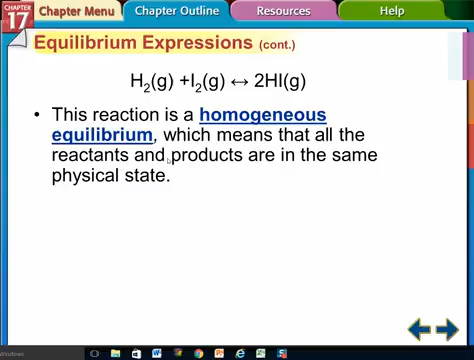 CHAPTER
17
Chapter Menu
Chapter Outline
Resources
Help
Equilibrium Expressions (cont.)
H₂(g) +I₂(g) ↔ 2HI(g)
• This reaction is a homogeneous
equilibrium, which means that all the
reactants and products are in the same
physical state.
Windows